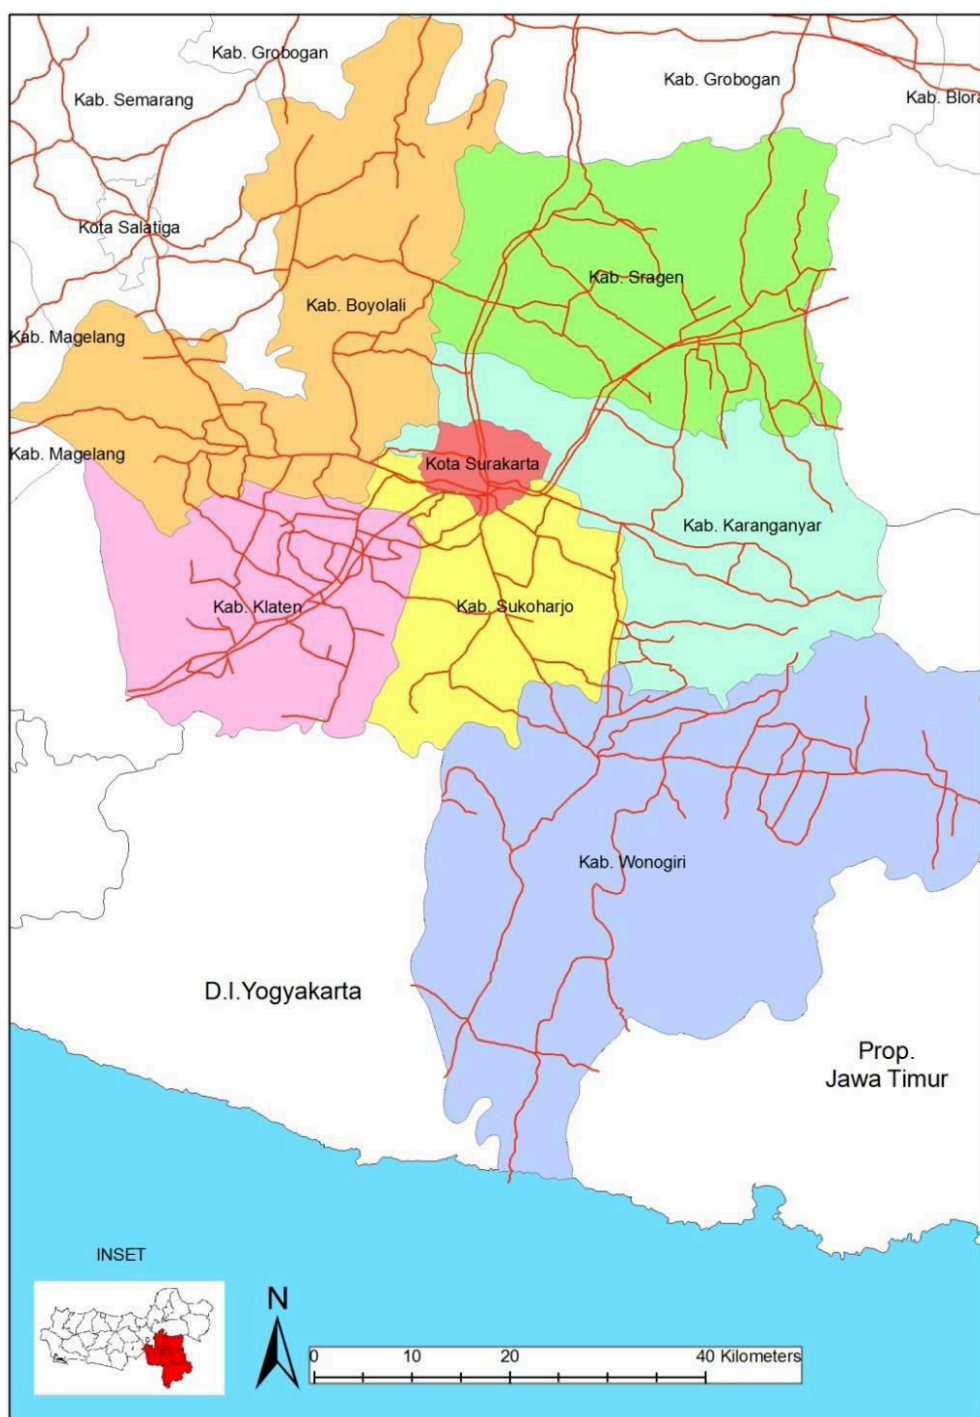 Kab. Grobogan
Kab. Grobogan
Kab. Semarang
Kab. Blora
Kota Salatiga
Kab. Sragen
Kab. Boyolali
Kab. Magelang
Kab. Magelang
Kota Surakarta
Kab. Karanganyar
Kab. Klaten
Kab. Sukoharjo
Kab. Wonogiri
D.I.Yogyakarta
Prop.
Jawa Timur
INSET
N
0 10 20 40 Kilometers